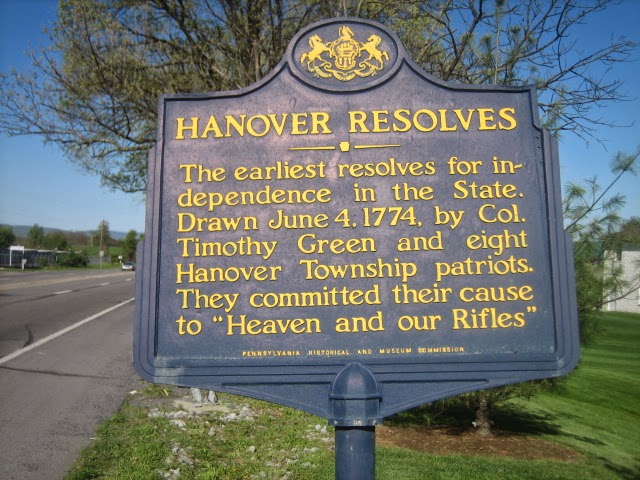 HANOVER RESOLVES
The earliest resolves for in-
dependence in the State.
Drawn June 4, 1774, by Col.
Timothy Green and eight
Hanover Township patriots.
They committed their cause
to “Heaven and our Rifles”
PENNSYLVANIA HISTORICAL AND MUSEUM COMMISSION